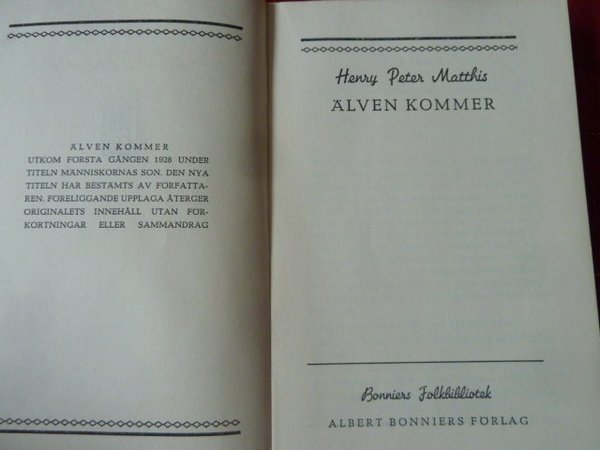 ÄLVEN KOMMER
UTKOM FÖRSTA GÅNGEN 1928 UNDER
TITELN MÄNNISKORNAS SON. DEN NYA
TITELN HAR BESTÄMTS AV FÖRFATTA-
REN. FÖRELIGGANDE UPPLAGA ÅTERGER
ORIGINALETS INNEHÅLL UTAN FÖR-
KORTNINGAR ELLER SAMMANDRAG
Henry Peter Matthis
ÄLVEN KOMMER
Bonniers Folkbibliotek
ALBERT BONNIERS FÖRLAG